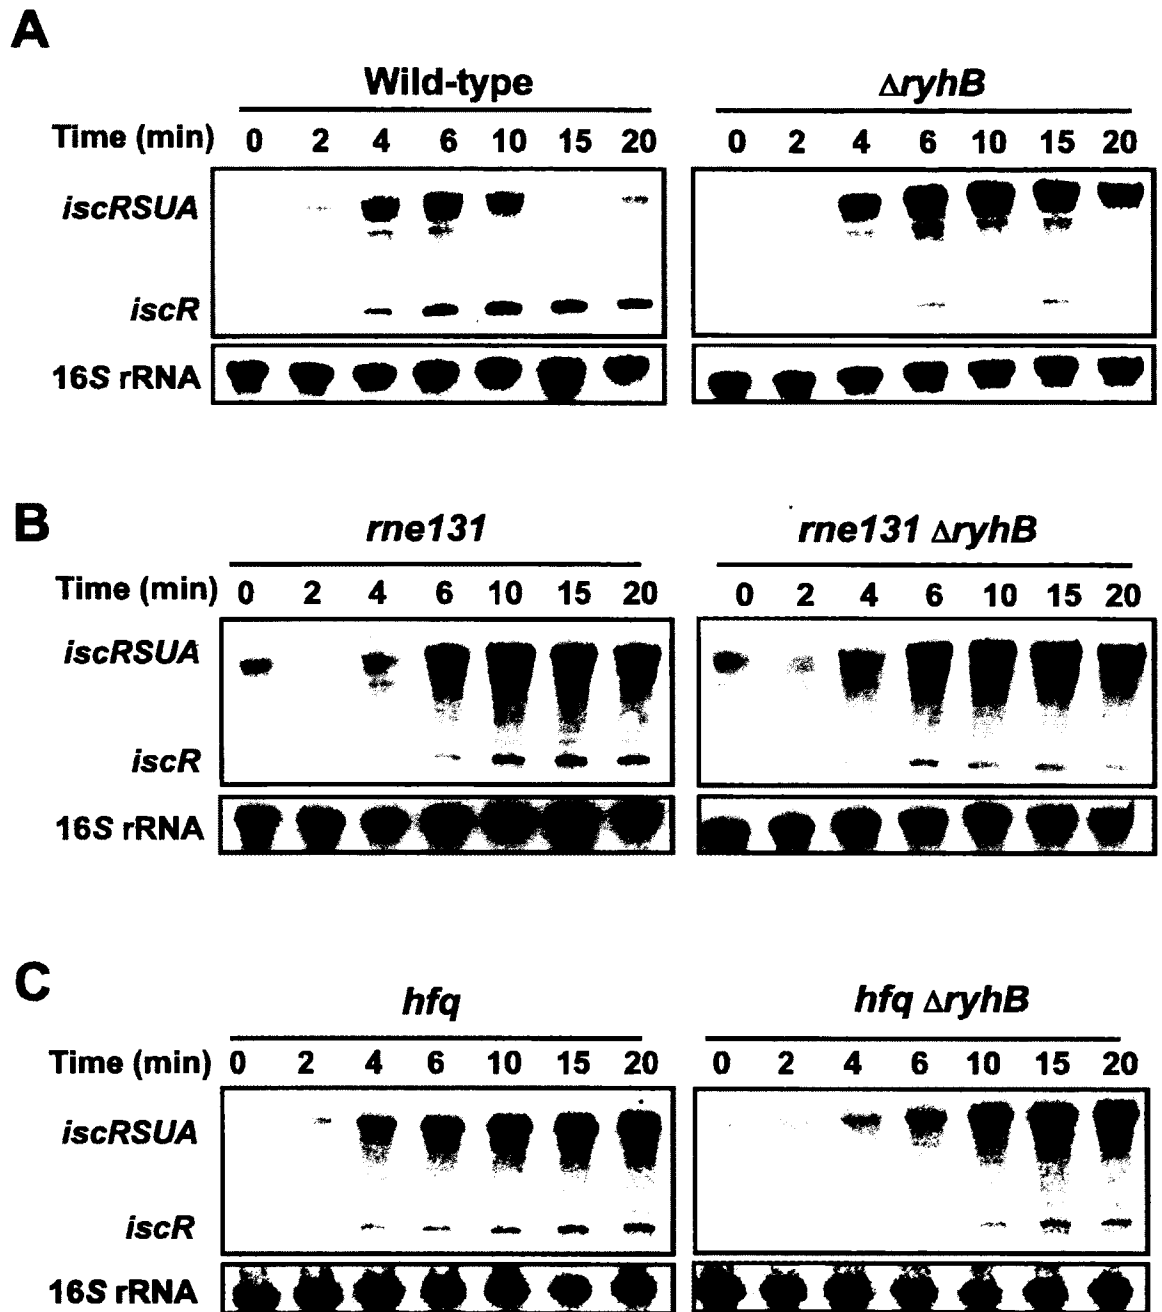 A
Wild-type ΔryhB
Time (min) 0 2 4 6 10 15 20 0 2 4 6 10 15 20
iscRSUA
iscR
16S rRNA
B
rne131 rne131 ΔryhB
Time (min) 0 2 4 6 10 15 20 0 2 4 6 10 15 20
iscRSUA
iscR
16S rRNA
C
hfq hfq ΔryhB
Time (min) 0 2 4 6 10 15 20 0 2 4 6 10 15 20
iscRSUA
iscR
16S rRNA